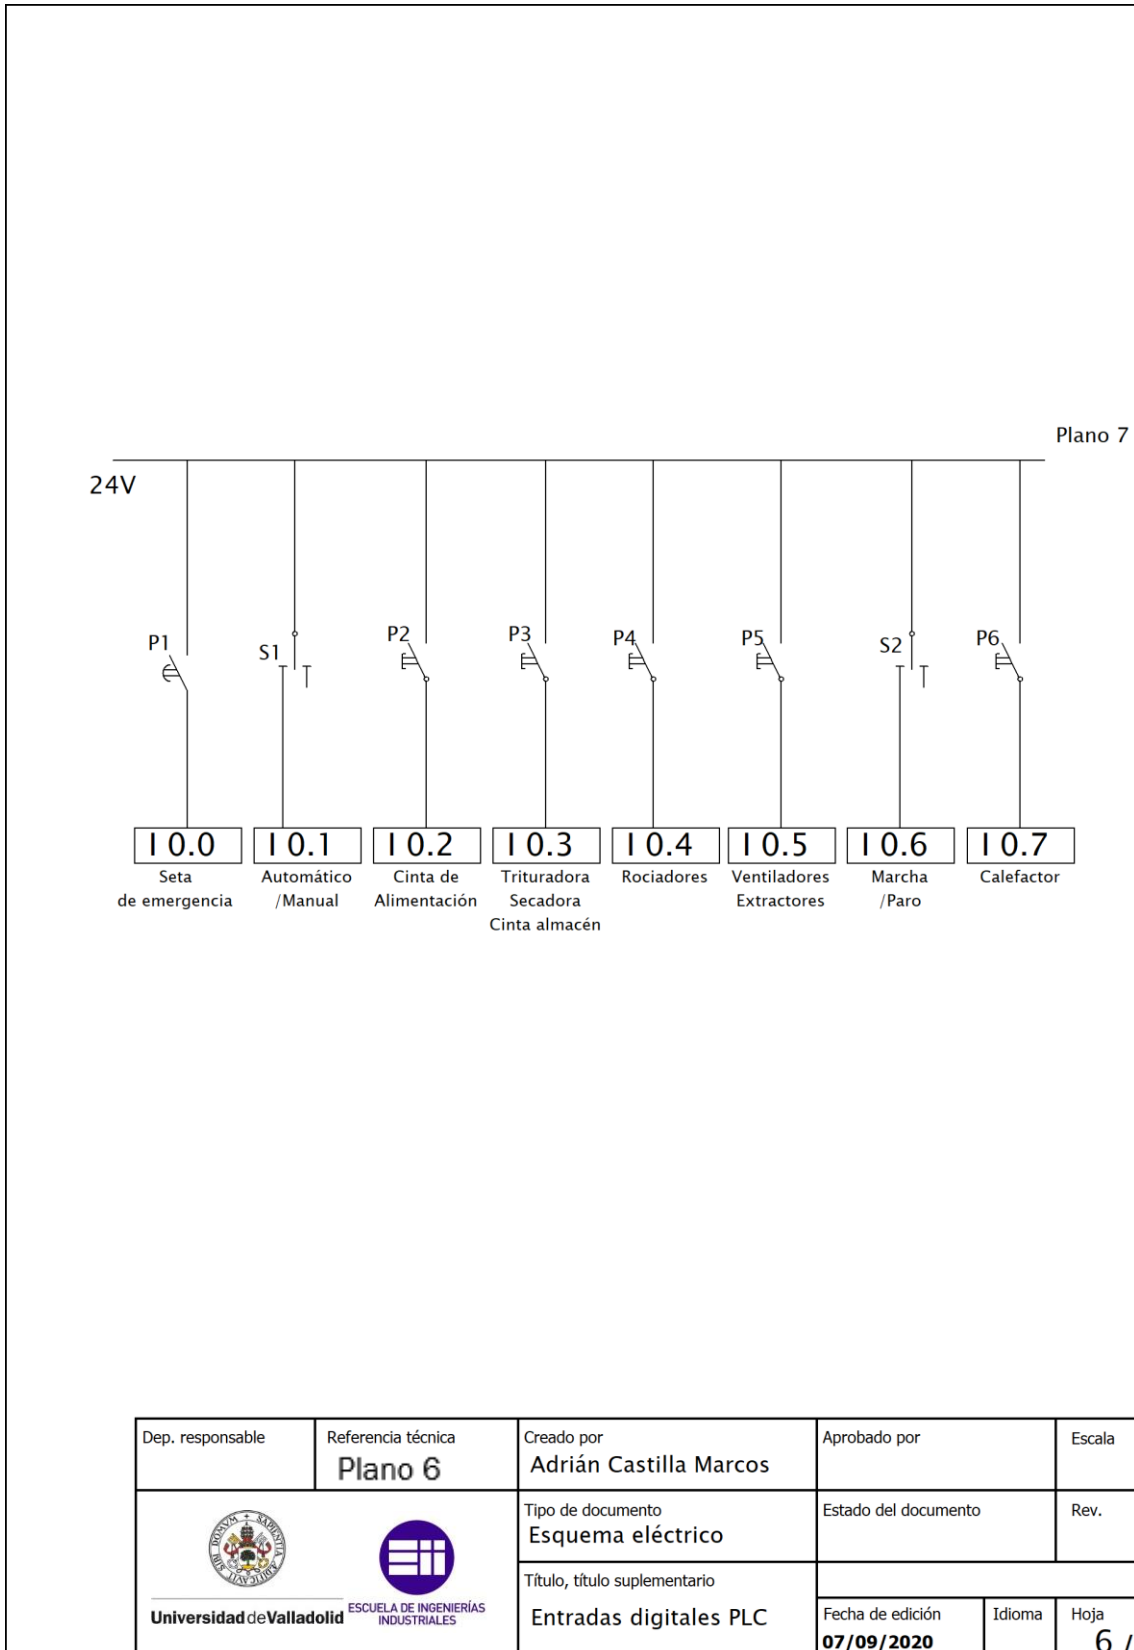 Plano 7
24V
P1
S1
P2
P3
P4
P5
S2
P6
I 0.0
I 0.1
I 0.2
I 0.3
I 0.4
I 0.5
I 0.6
I 0.7
Seta
de emergencia
Automático
/Manual
Cinta de
Alimentación
Trituradora
Secadora
Cinta almacén
Rociadores
Ventiladores
Extractores
Marcha
/Paro
Calefactor
Dep. responsable
Referencia técnica
Plano 6
Creado por
Adrián Castilla Marcos
Aprobado por
Escala
Tipo de documento
Esquema eléctrico
Estado del documento
Rev.
Título, título suplementario
Entradas digitales PLC
Fecha de edición
07/09/2020
Idioma
Hoja
6 /
Universidad de Valladolid
ESCUELA DE INGENIERÍAS
INDUSTRIALES